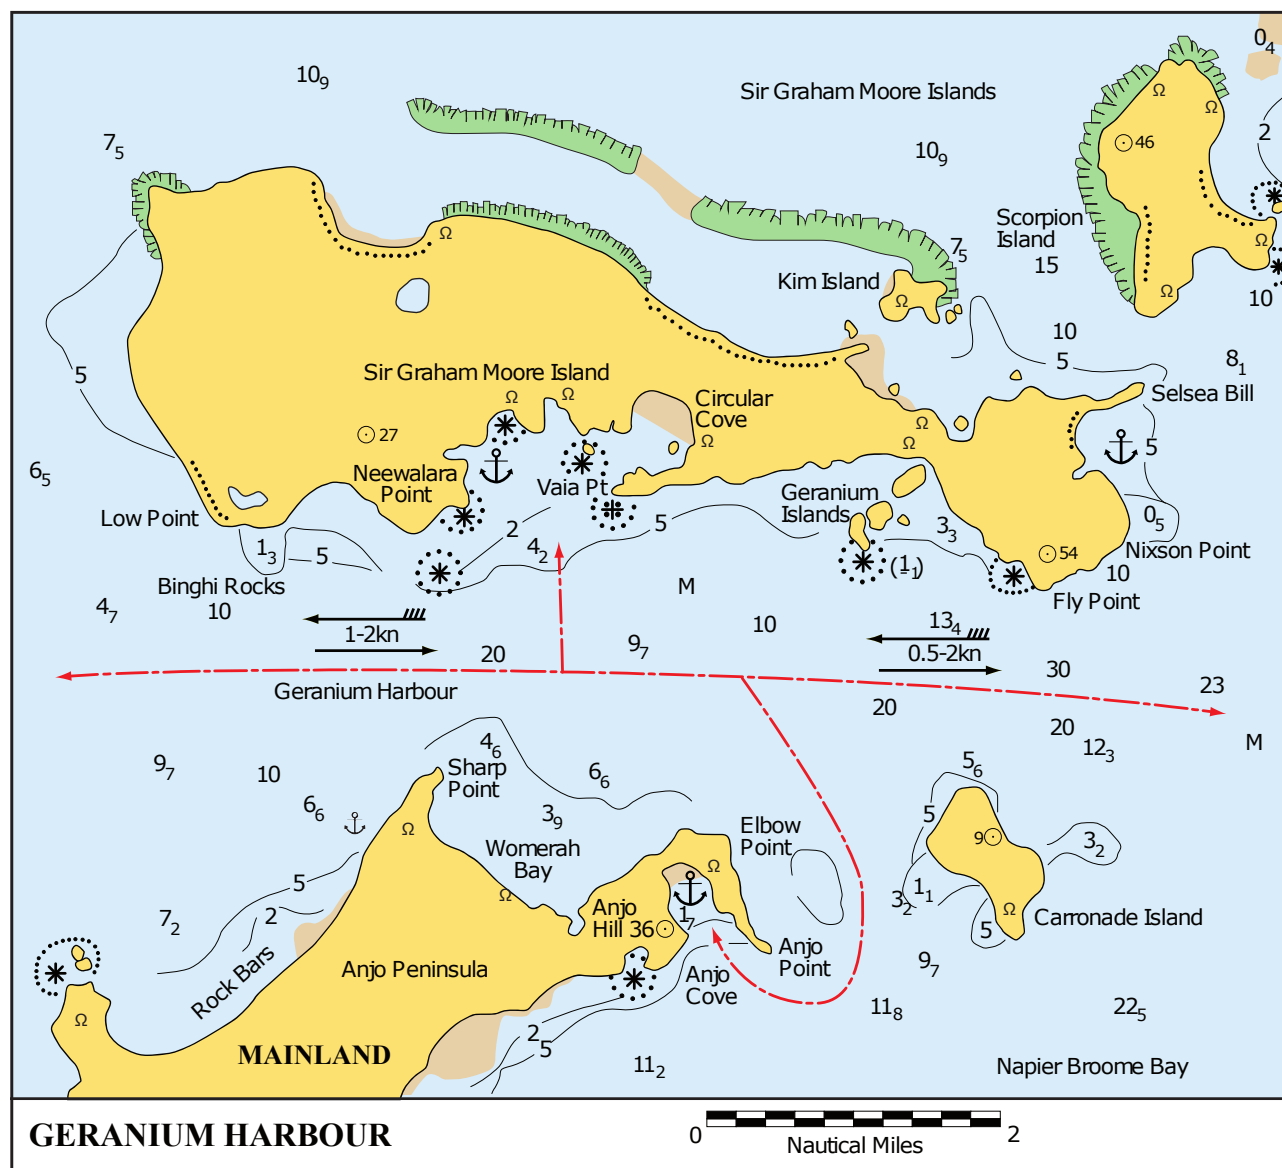 0₄
10₉
Sir Graham Moore Islands
46
2
7₅
10₉
Scorpion
Island
15
7₅
Kim Island
10
10
5
8₁
5
Sir Graham Moore Island
Circular
Cove
Selsea Bill
27
5
6₅
Neewalara
Point
Vaia Pt
Geranium
Islands
Low Point
2
5
3₃
0₅
1₃
5
4₂
54
Nixson Point
Binghi Rocks
(1₁)
10
M
Fly Point
4₇
10
10
13₄
1-2kn
9₇
0.5-2kn
20
30
Geranium Harbour
23
20
20
M
12₃
4₆
9₇
10
Sharp
Point
6₆
5₆
6₆
3₉
5
Elbow
Point
9
3₂
Womerah
Bay
5
1₁
3₂
2
7₂
Anjo
Hill 36
1₇
5
Carronade Island
Rock Bars
Anjo Peninsula
Anjo
Point
9₇
Anjo
Cove
11₈
22₅
2
5
MAINLAND
11₂
Napier Broome Bay
GERANIUM HARBOUR
0
2
Nautical Miles